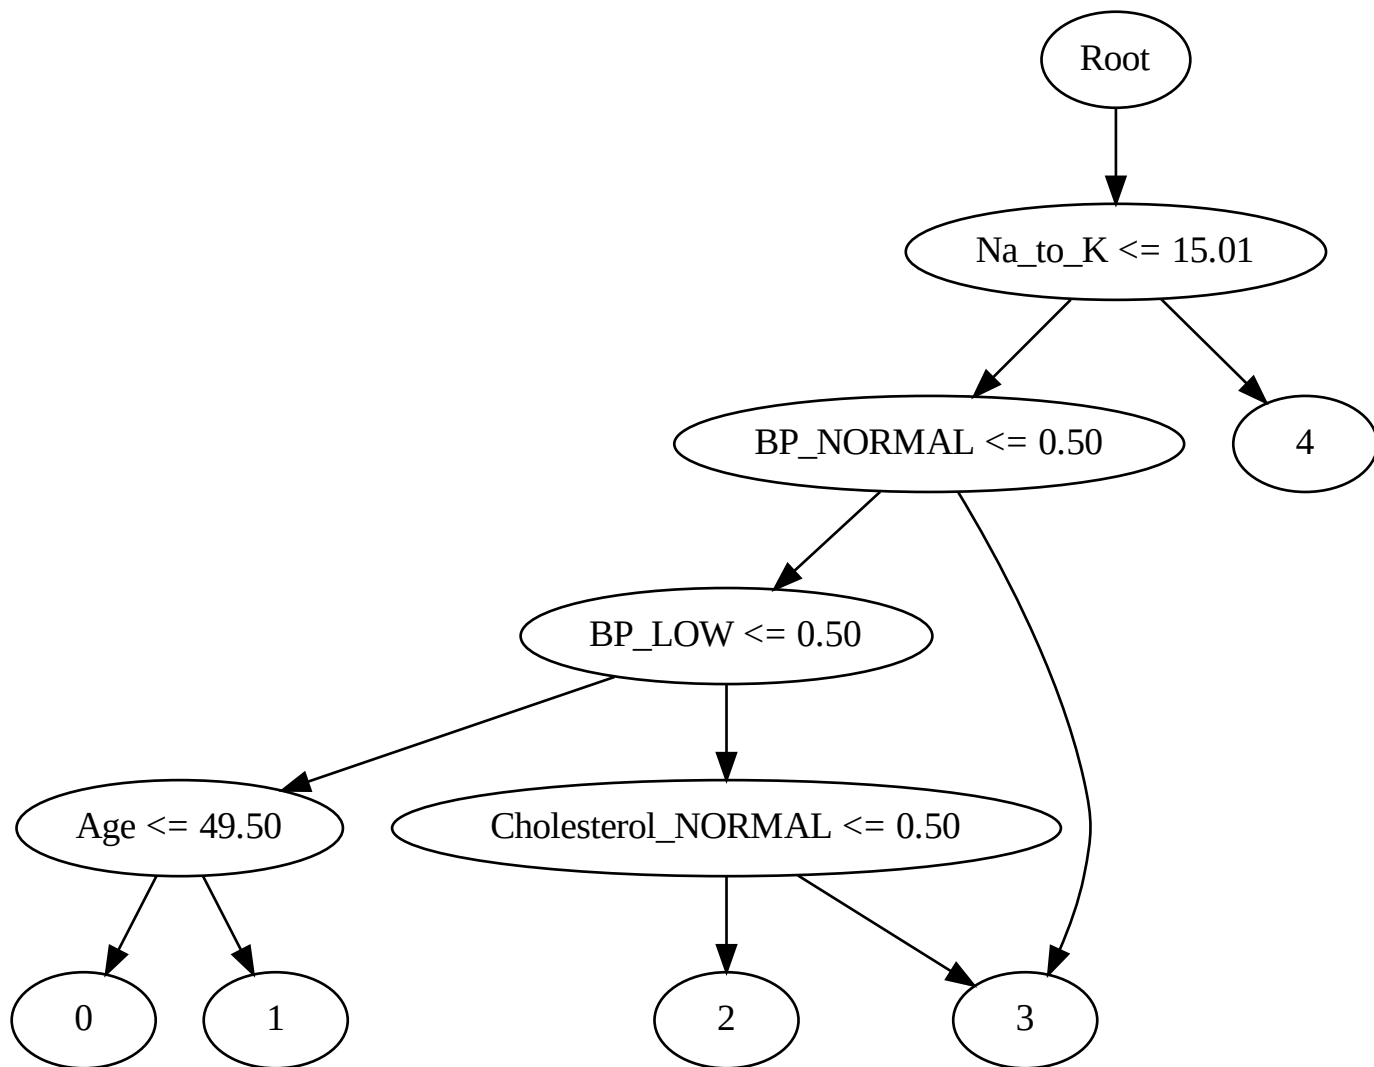 Root
Na_to_K <= 15.01
BP_NORMAL <= 0.50
4
BP_LOW <= 0.50
Age <= 49.50
Cholesterol_NORMAL <= 0.50
0
1
2
3